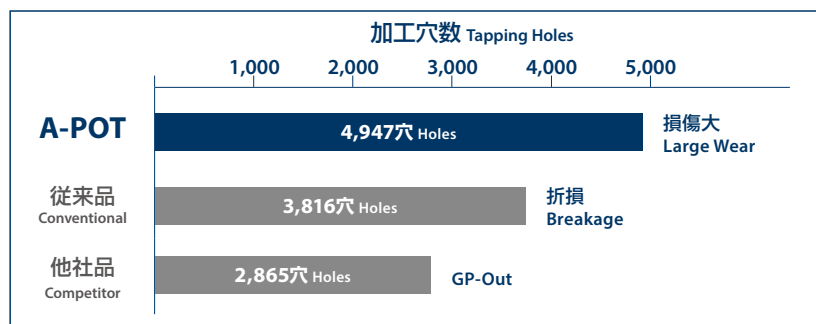 加工穴数 Tapping Holes
1,000 2,000 3,000 4,000 5,000
A-POT
4,947穴 Holes
損傷大
Large Wear
従来品
Conventional
3,816穴 Holes
折損
Breakage
他社品
Competitor
2,865穴 Holes
GP-Out